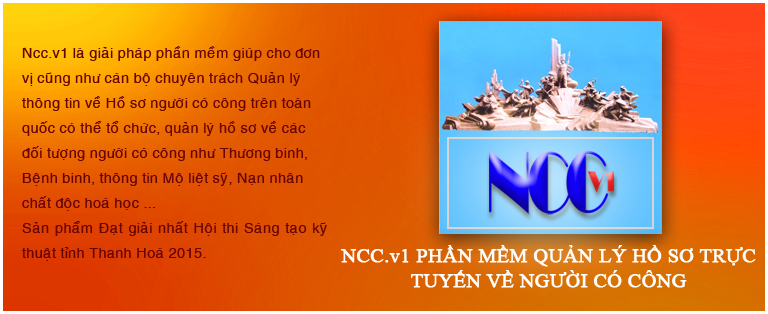 Ncc.v1 là giải pháp phần mềm giúp cho đơn
vị cũng như cán bộ chuyên trách Quản lý
thông tin về Hồ sơ người có công trên toàn
quốc có thể tổ chức, quản lý hồ sơ về các
đối tượng người có công như Thương binh,
Bệnh binh, thông tin Mộ liệt sỹ, Nạn nhân
chất độc hoá học ...
Sản phẩm Đạt giải nhất Hội thi Sáng tạo kỹ
thuật tỉnh Thanh Hoá 2015.
NCC v1
NCC.v1 PHẦN MỀM QUẢN LÝ HỒ SƠ TRỰC
TUYẾN VỀ NGƯỜI CÓ CÔNG